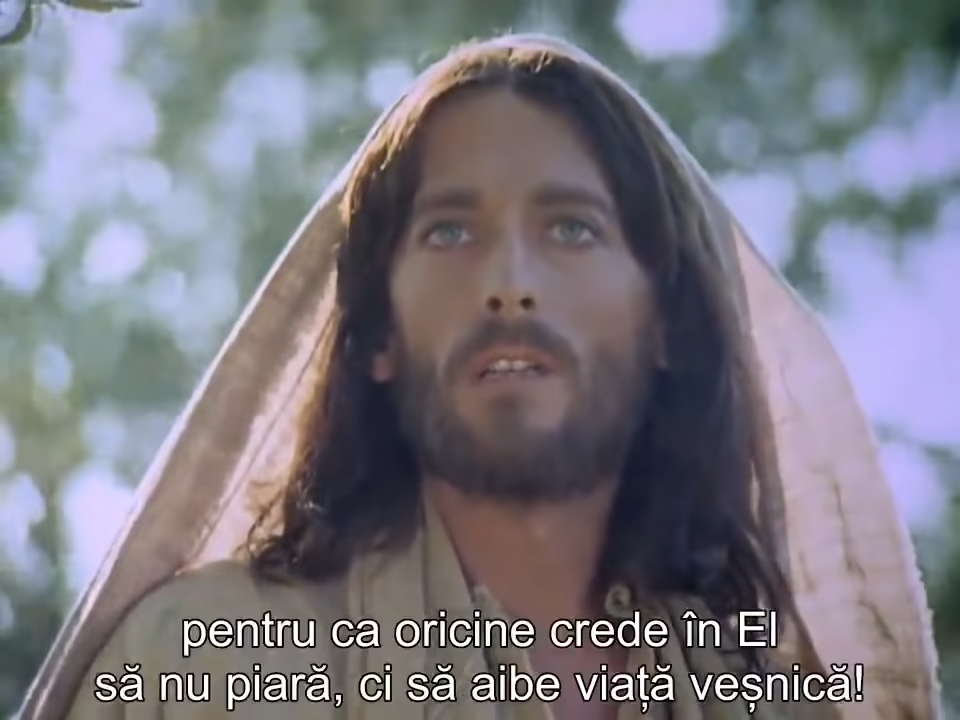 pentru ca oricine crede în El
să nu piară, ci să aibe viață veșnică!